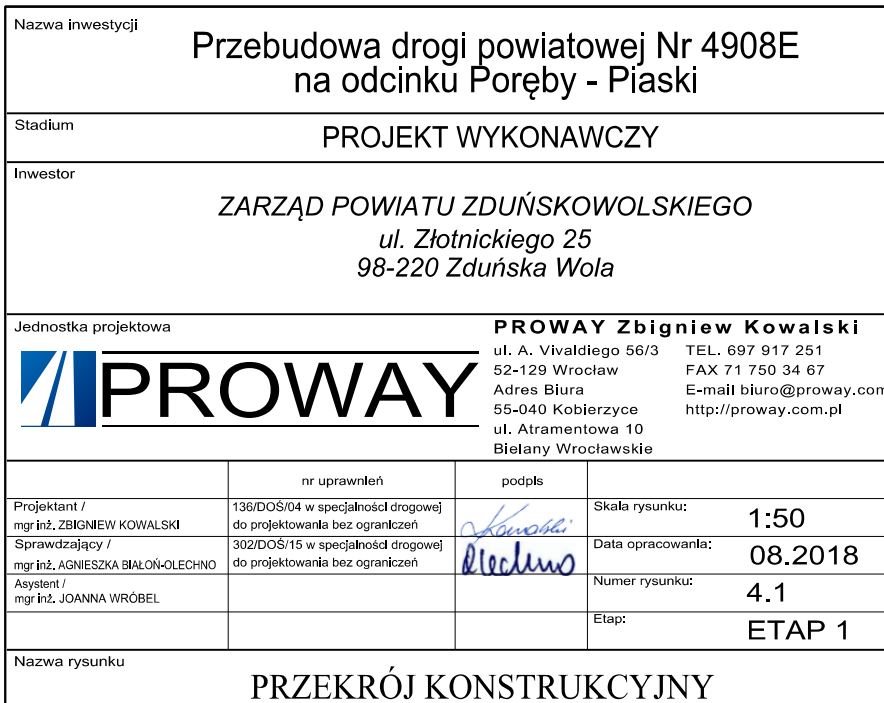 Nazwa inwestycji
Przebudowa drogi powiatowej Nr 4908E
na odcinku Poręby - Piaski
Stadium
PROJEKT WYKONAWCZY
Inwestor
ZARZĄD POWIATU ZDUŃSKOWOLSKIEGO
ul. Złotnickiego 25
98-220 Zduńska Wola
Jednostka projektowa
PROWAY
PROWAY Zbigniew Kowalski
ul. A. Vivaldiego 56/3 TEL. 697 917 251
52-129 Wrocław FAX 71 750 34 67
Adres Biura E-mail biuro@proway.com
55-040 Kobierzyce http://proway.com.pl
ul. Atramentowa 10
Bielany Wrocławskie
nr uprawnień podpis
Projektant /
mgr inż. ZBIGNIEW KOWALSKI
136/DOŚ/04 w specjalności drogowej
do projektowania bez ograniczeń
Kowalski
Skala rysunku: 1:50
Sprawdzający /
mgr inż. AGNIESZKA BIAŁOŃ-OLECHNO
302/DOŚ/15 w specjalności drogowej
do projektowania bez ograniczeń
Olechno
Data opracowania: 08.2018
Asystent /
mgr inż. JOANNA WRÓBEL
Numer rysunku: 4.1
Etap: ETAP 1
Nazwa rysunku
PRZEKRÓJ KONSTRUKCYJNY